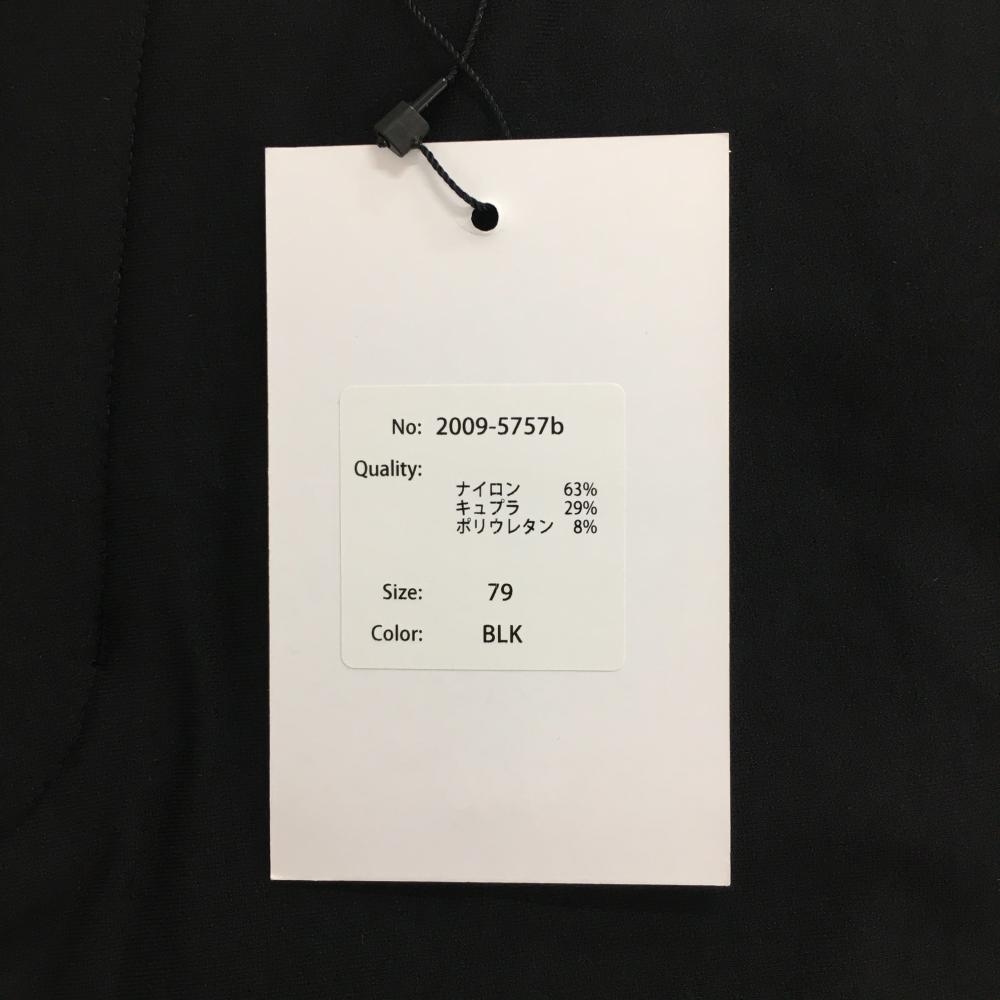 No: 2009-5757b
Quality:
ナイロン 63%
キュプラ 29%
ポリウレタン 8%
Size: 79
Color: BLK